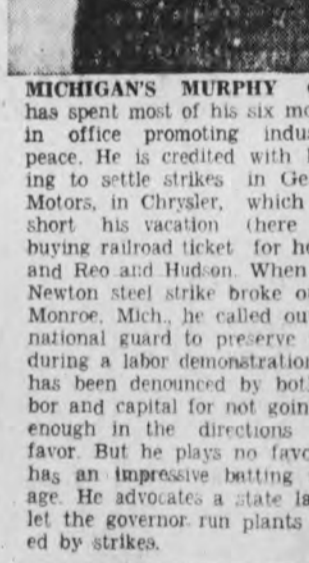 MICHIGAN'S MURPHY
has spent most of his six mo
in office promoting indus
peace. He is credited with
ing to settle strikes in Ge
Motors, in Chrysler, which
short his vacation (here
buying railroad ticket for he
and Reo and Hudson. When
Newton steel strike broke o
Monroe, Mich., he called ou
national guard to preserve
during a labor demonstration
has been denounced by bot
bor and capital for not goin
enough in the directions
favor. But he plays no favo
has an impressive batting
age. He advocates a state la
let the governor run plants
ed by strikes.